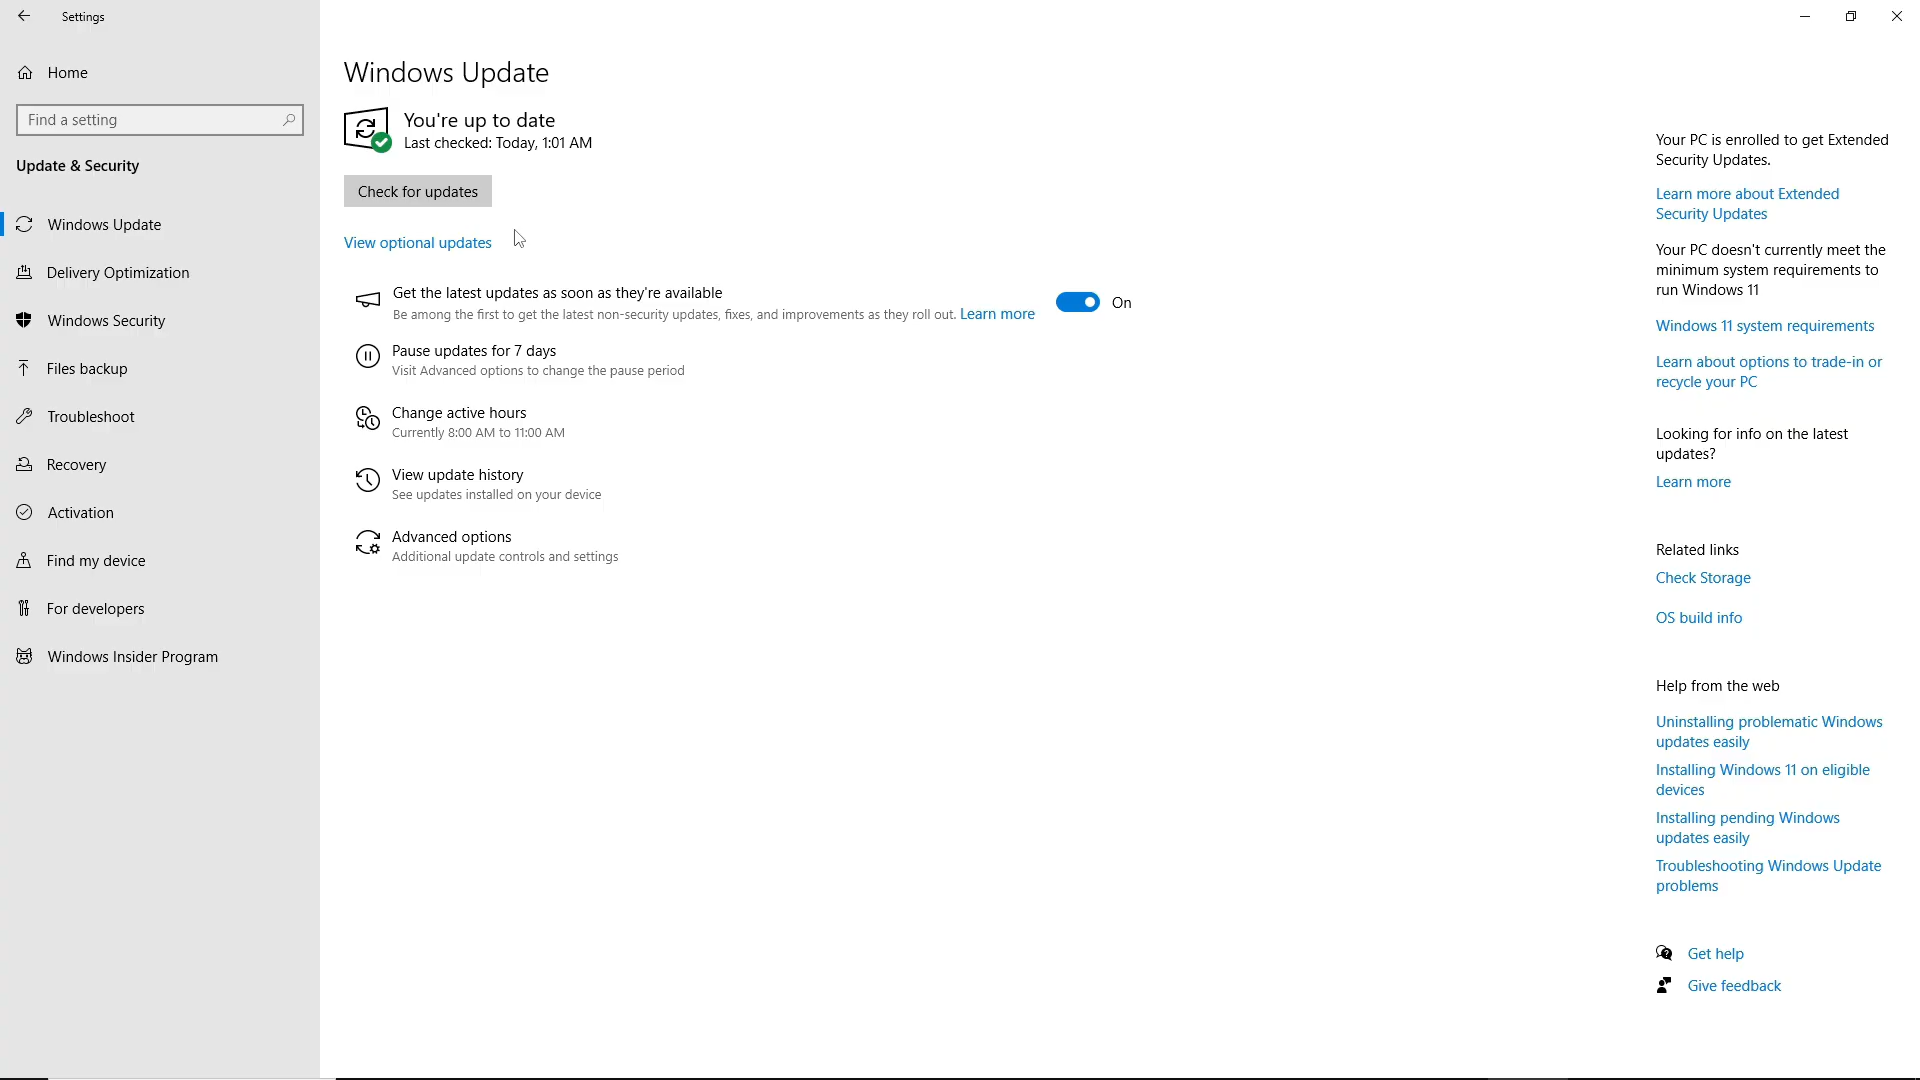 Settings
Home
Find a setting
Update & Security
Windows Update
Delivery Optimization
Windows Security
Files backup
Troubleshoot
Recovery
Activation
Find my device
For developers
Windows Insider Program
Windows Update
You're up to date
Last checked: Today, 1:01 AM
Check for updates
View optional updates
Get the latest updates as soon as they're available
Be among the first to get the latest non-security updates, fixes, and improvements as they roll out. Learn more
On
Pause updates for 7 days
Visit Advanced options to change the pause period
Change active hours
Currently 8:00 AM to 11:00 AM
View update history
See updates installed on your device
Advanced options
Additional update controls and settings
Your PC is enrolled to get Extended
Security Updates.
Learn more about Extended
Security Updates
Your PC doesn't currently meet the
minimum system requirements to
run Windows 11
Windows 11 system requirements
Learn about options to trade-in or
recycle your PC
Looking for info on the latest
updates?
Learn more
Related links
Check Storage
OS build info
Help from the web
Uninstalling problematic Windows
updates easily
Installing Windows 11 on eligible
devices
Installing pending Windows
updates easily
Troubleshooting Windows Update
problems
Get help
Give feedback